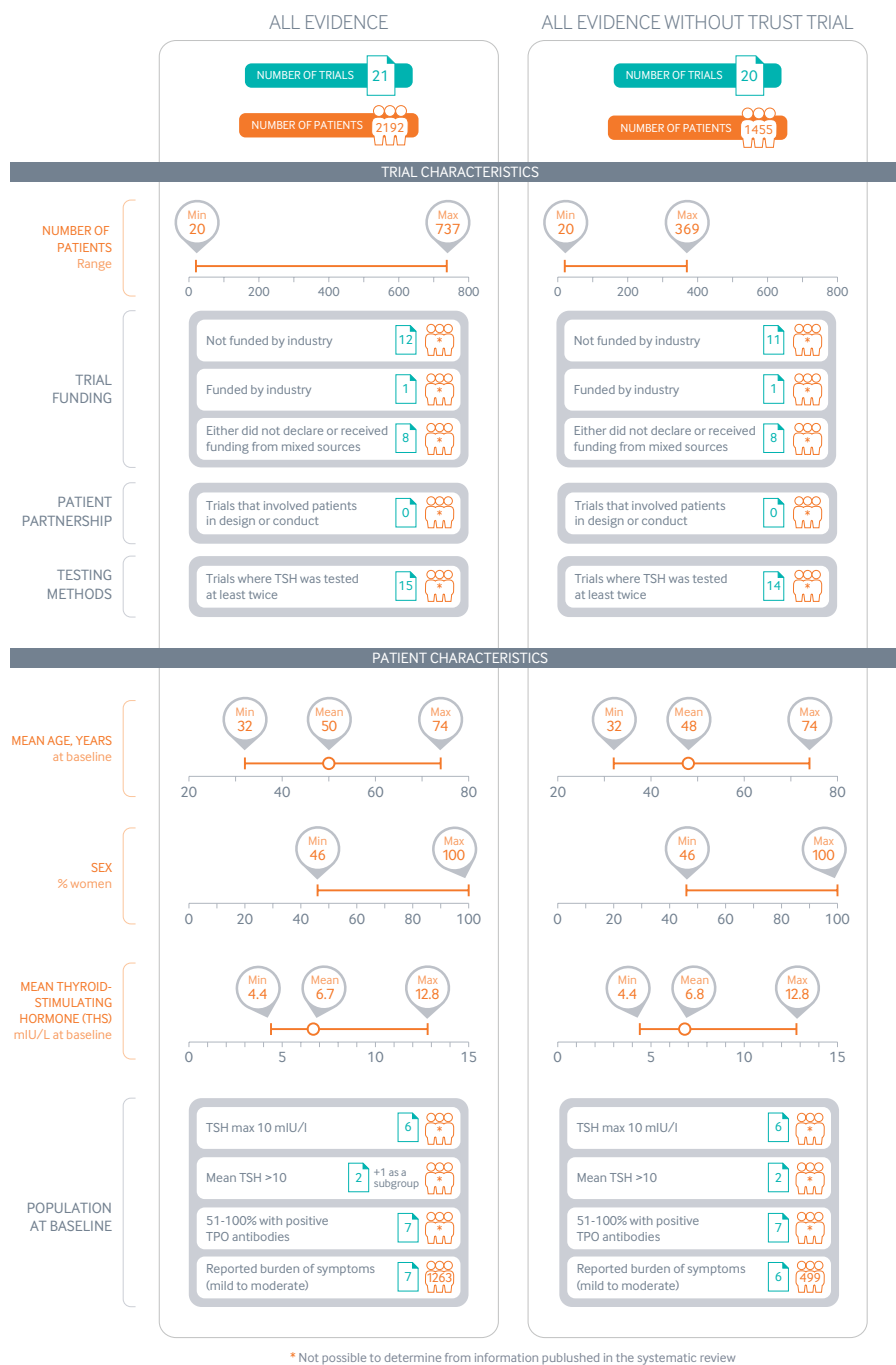 ALL EVIDENCE
ALL EVIDENCE WITHOUT TRUST TRIAL
NUMBER OF TRIALS 21
NUMBER OF TRIALS 20
NUMBER OF PATIENTS 2192
NUMBER OF PATIENTS 1455
TRIAL CHARACTERISTICS
NUMBER OF
PATIENTS
Range
Min
20
Max
737
0 200 400 600 800
Min
20
Max
369
0 200 400 600 800
TRIAL
FUNDING
Not funded by industry 12 *
Funded by industry 1 *
Either did not declare or received
funding from mixed sources 8 *
Not funded by industry 11 *
Funded by industry 1 *
Either did not declare or received
funding from mixed sources 8 *
PATIENT
PARTNERSHIP
Trials that involved patients
in design or conduct 0 *
Trials that involved patients
in design or conduct 0 *
TESTING
METHODS
Trials where TSH was tested
at least twice 15 *
Trials where TSH was tested
at least twice 14 *
PATIENT CHARACTERISTICS
MEAN AGE, YEARS
at baseline
Min
32
Mean
50
Max
74
20 40 60 80
Min
32
Mean
48
Max
74
20 40 60 80
SEX
% women
Min
46
Max
100
0 20 40 60 80 100
Min
46
Max
100
0 20 40 60 80 100
MEAN THYROID-
STIMULATING
HORMONE (THS)
mIU/L at baseline
Min
4.4
Mean
6.7
Max
12.8
0 5 10 15
Min
4.4
Mean
6.8
Max
12.8
0 5 10 15
POPULATION
AT BASELINE
TSH max 10 mIU/l 6 *
Mean TSH >10 2 +1 as a
subgroup *
51-100% with positive
TPO antibodies 7 *
Reported burden of symptoms
(mild to moderate) 7 1263
TSH max 10 mIU/l 6 *
Mean TSH >10 2 *
51-100% with positive
TPO antibodies 7 *
Reported burden of symptoms
(mild to moderate) 6 499
* Not possible to determine from information publushed in the systematic review